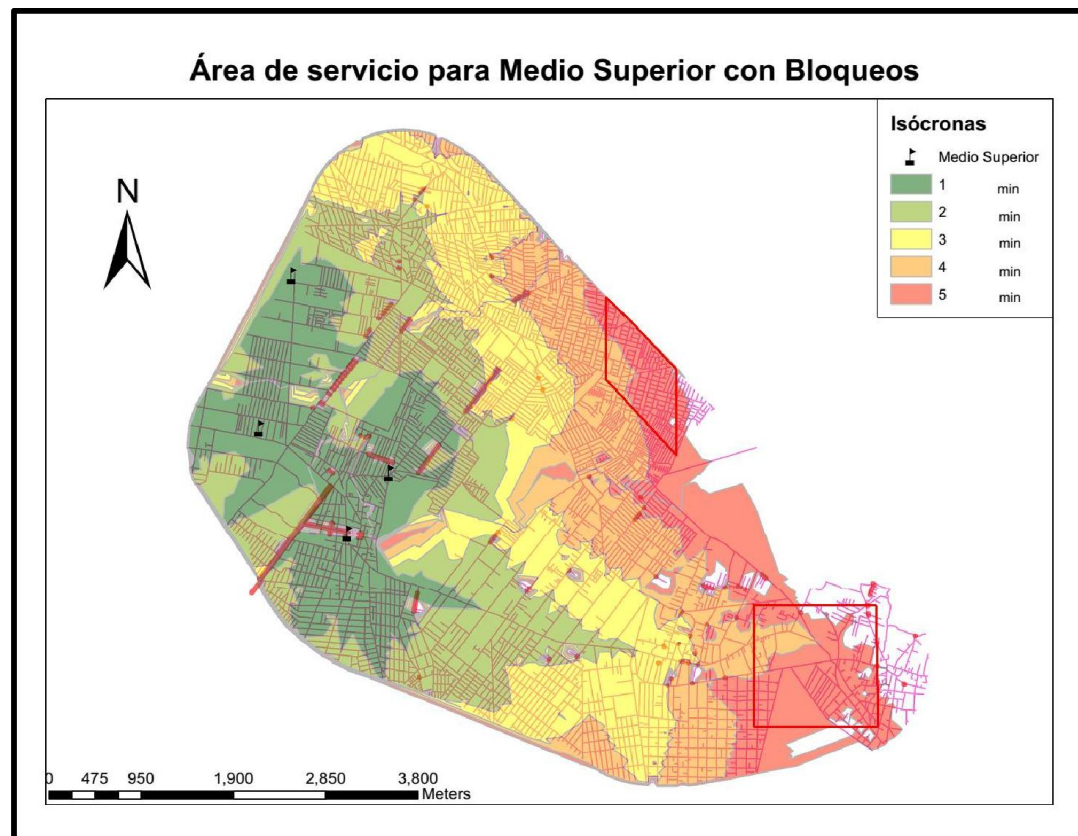 Área de servicio para Medio Superior con Bloqueos
Isócronas
Medio Superior
1 min
2 min
3 min
4 min
5 min
N
0 475 950 1,900 2,850 3,800
Meters